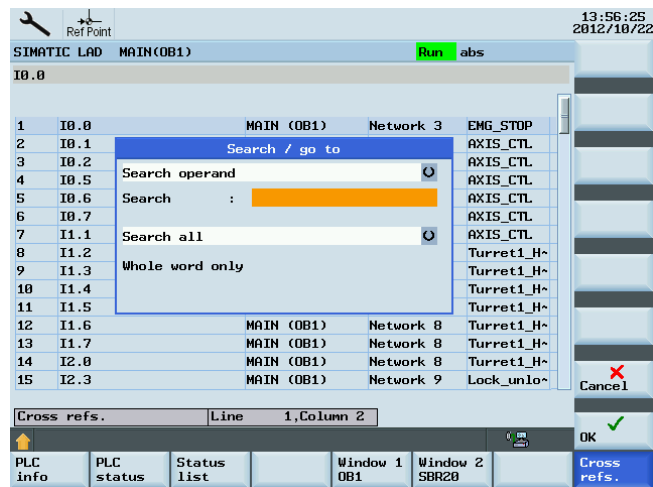 Ref Point
13:56:25
2012/10/22
SIMATIC LAD MAIN(OB1) Run abs
I0.0
1 I0.0 MAIN (OB1) Network 3 EMG_STOP
2 I0.1 AXIS_CTL
3 I0.2 AXIS_CTL
4 I0.5 AXIS_CTL
5 I0.6 AXIS_CTL
6 I0.7 AXIS_CTL
7 I1.1 AXIS_CTL
8 I1.2 Turret1_H~
9 I1.3 Turret1_H~
10 I1.4 Turret1_H~
11 I1.5 Turret1_H~
12 I1.6 MAIN (OB1) Network 8 Turret1_H~
13 I1.7 MAIN (OB1) Network 8 Turret1_H~
14 I2.0 MAIN (OB1) Network 8 Turret1_H~
15 I2.3 MAIN (OB1) Network 9 Lock_unlo~
Search / go to
Search operand
Search :
Search all
Whole word only
Cancel
Cross refs. Line 1,Column 2
OK
PLC info
PLC status
Status list
Window 1 OB1
Window 2 SBR20
Cross refs.